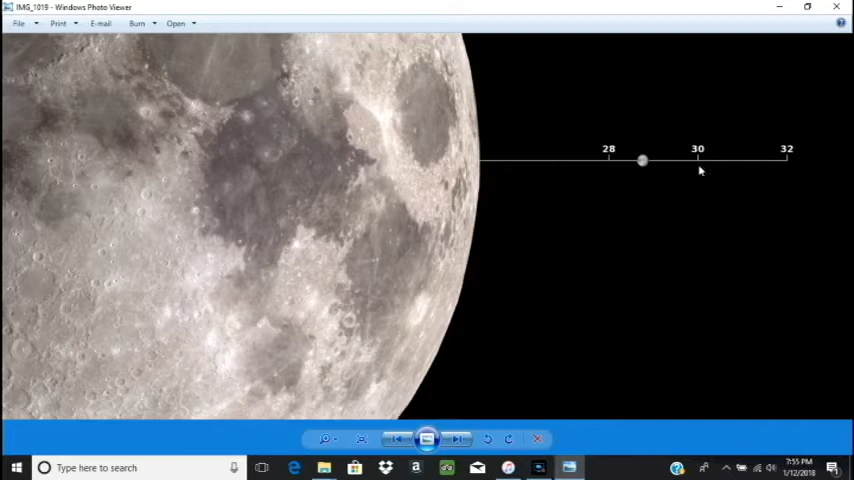 IMG_1019 - Windows Photo Viewer
File Print E-mail Burn Open
28 30 32
Type here to search
7:55 PM
1/12/2018